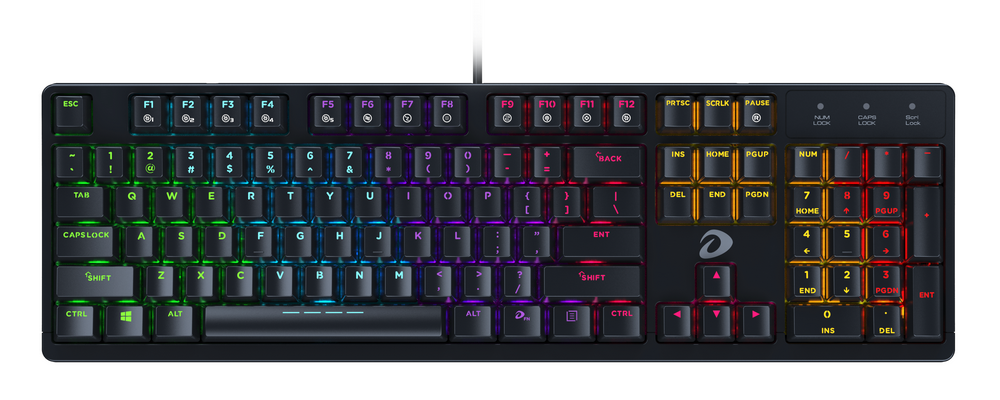 ESC F1 F2 F3 F4 F5 F6 F7 F8 F9 F10 F11 F12 PRTSC SCRLK PAUSE
NUM LOCK CAPS LOCK Scrl Lock
~ 1 2 3 4 5 6 7 8 9 0 — + BACK INS HOME PGUP NUM / * −
` ! @ # $ % ^ & * ( ) - =
TAB Q W E R T Y U I O P { } | DEL END PGDN 7 8 9 +
[ ] \ HOME PGUP
CAPS LOCK A S D F G H J K L : " ENT 4 5 6
; '
SHIFT Z X C V B N M < > ? SHIFT 1 2 3 ENT
, . / END PGDN
CTRL ALT ALT FN CTRL 0 .
INS DEL